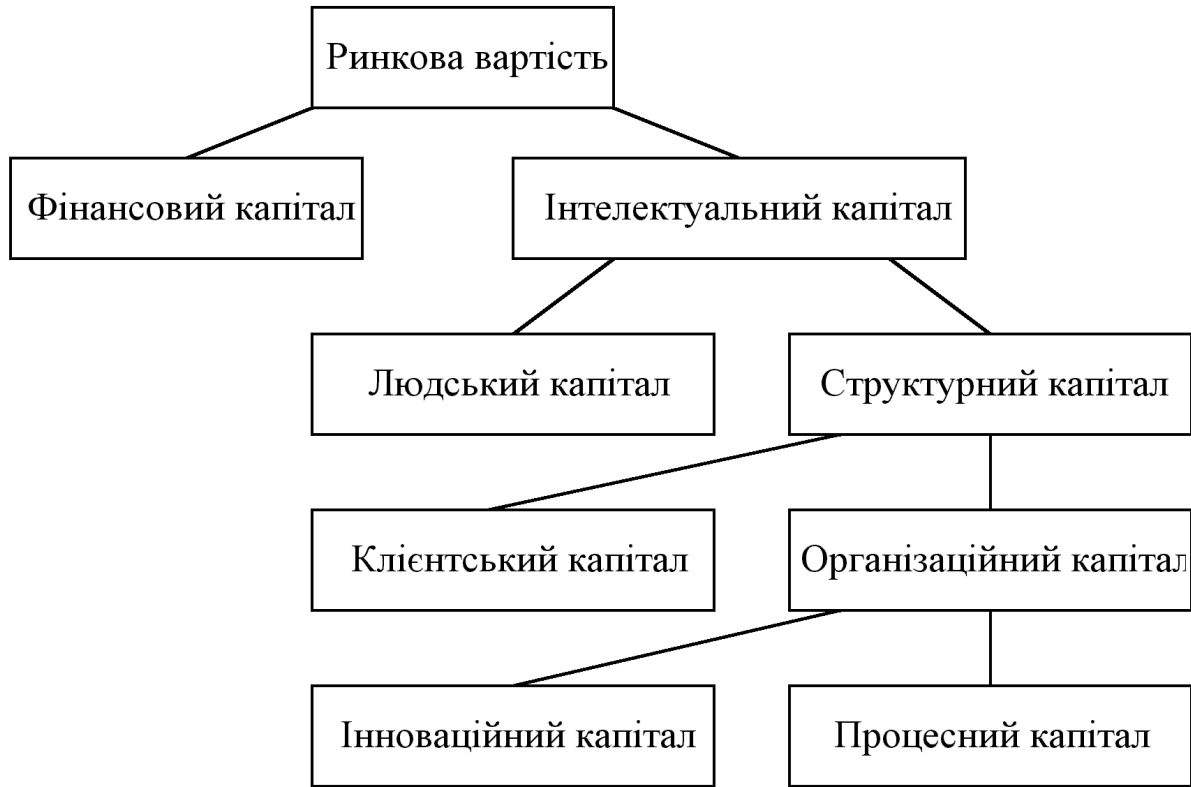 Ринкова вартість
Фінансовий капітал
Інтелектуальний капітал
Людський капітал
Структурний капітал
Клієнтський капітал
Організаційний капітал
Інноваційний капітал
Процесний капітал